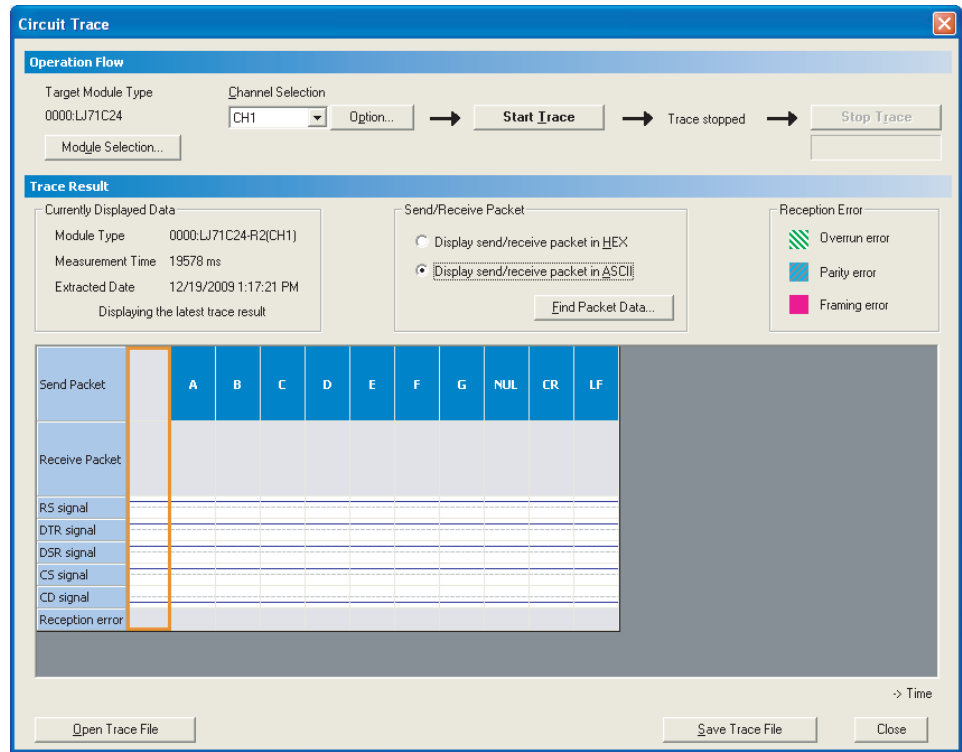 Circuit Trace
Operation Flow
Target Module Type
0000:LJ71C24
Module Selection...
Channel Selection
CH1
Option...
Start Trace
Trace stopped
Stop Trace
Trace Result
Currently Displayed Data
Module Type 0000:LJ71C24-R2(CH1)
Measurement Time 19578 ms
Extracted Date 12/19/2009 1:17:21 PM
Displaying the latest trace result
Send/Receive Packet
Display send/receive packet in HEX
Display send/receive packet in ASCII
Find Packet Data...
Reception Error
Overrun error
Parity error
Framing error
Send Packet A B C D E F G NUL CR LF
Receive Packet
RS signal
DTR signal
DSR signal
CS signal
CD signal
Reception error
-> Time
Open Trace File
Save Trace File
Close